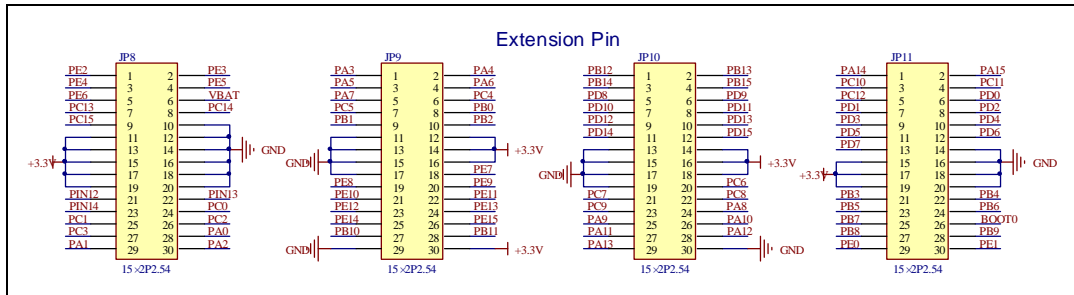 Extension Pin
JP8
PE2 1 2 PE3
PE4 3 4 PE5
PE6 5 6 VBAT
PC13 7 8 PC14
PC15 9 10
11 12
13 14 GND
+3.3V 15 16
17 18
19 20
PIN12 21 22 PIN13
PIN14 23 24 PC0
PC1 25 26 PC2
PC3 27 28 PA0
PA1 29 30 PA2
15×2P2.54
JP9
PA3 1 2 PA4
PA5 3 4 PA6
PA7 5 6 PC4
PC5 7 8 PB0
PB1 9 10 PB2
11 12
13 14 +3.3V
GND 15 16
17 18 PE7
PE8 19 20 PE9
PE10 21 22 PE11
PE12 23 24 PE13
PE14 25 26 PE15
PB10 27 28 PB11
GND 29 30 +3.3V
15×2P2.54
JP10
PB12 1 2 PB13
PB14 3 4 PB15
PD8 5 6 PD9
PD10 7 8 PD11
PD12 9 10 PD13
PD14 11 12 PD15
13 14
15 16 +3.3V
GND 17 18
19 20 PC6
PC7 21 22 PC8
PC9 23 24 PA8
PA9 25 26 PA10
PA11 27 28 PA12
PA13 29 30 GND
15×2P2.54
JP11
PA14 1 2 PA15
PC10 3 4 PC11
PC12 5 6 PD0
PD1 7 8 PD2
PD3 9 10 PD4
PD5 11 12 PD6
PD7 13 14
15 16 GND
+3.3V 17 18
19 20
PB3 21 22 PB4
PB5 23 24 PB6
PB7 25 26 BOOT0
PB8 27 28 PB9
PE0 29 30 PE1
15×2P2.54